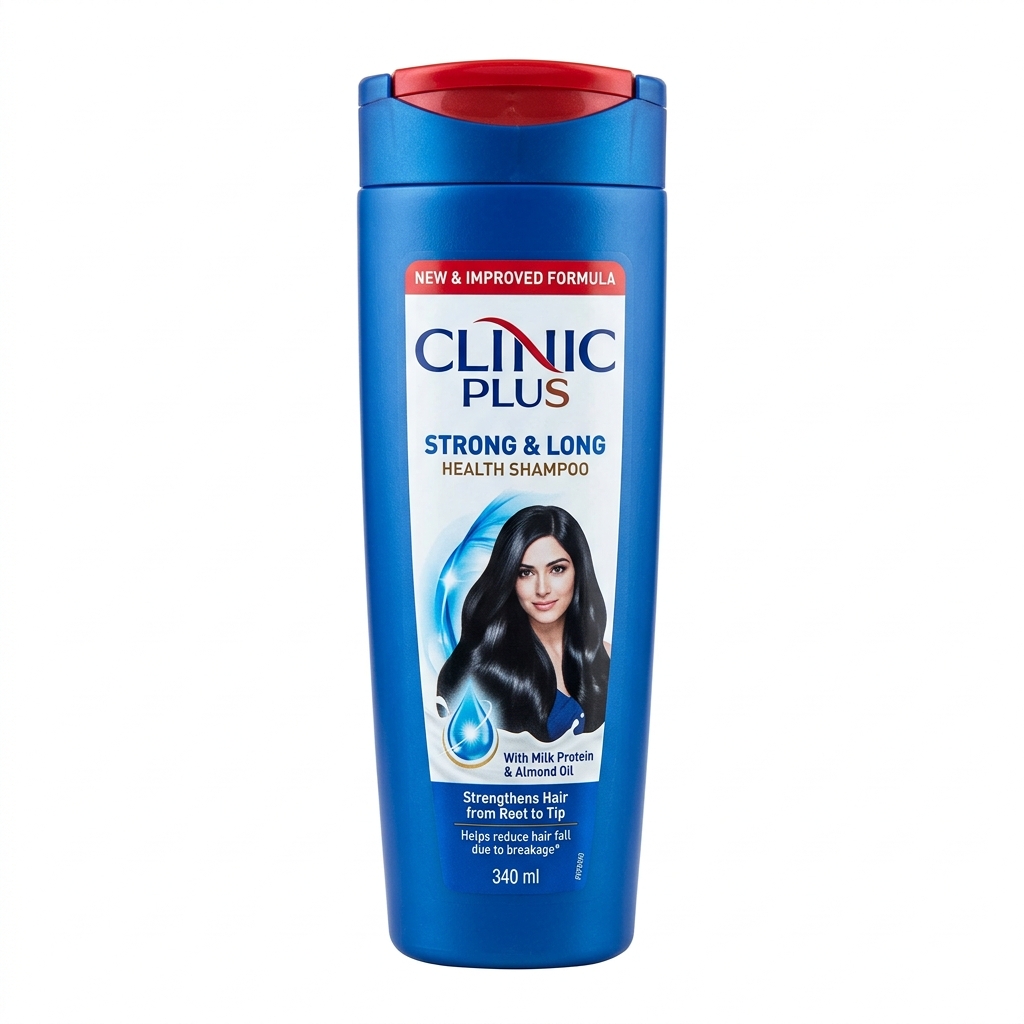 NEW & IMPROVED FORMULA
CLINIC
PLUS
STRONG & LONG
HEALTH SHAMPOO
With Milk Protein
& Almond Oil
Strengthens Hair
from Reet to Tip
Helps reduce hair fall
due to breakage*
340 ml